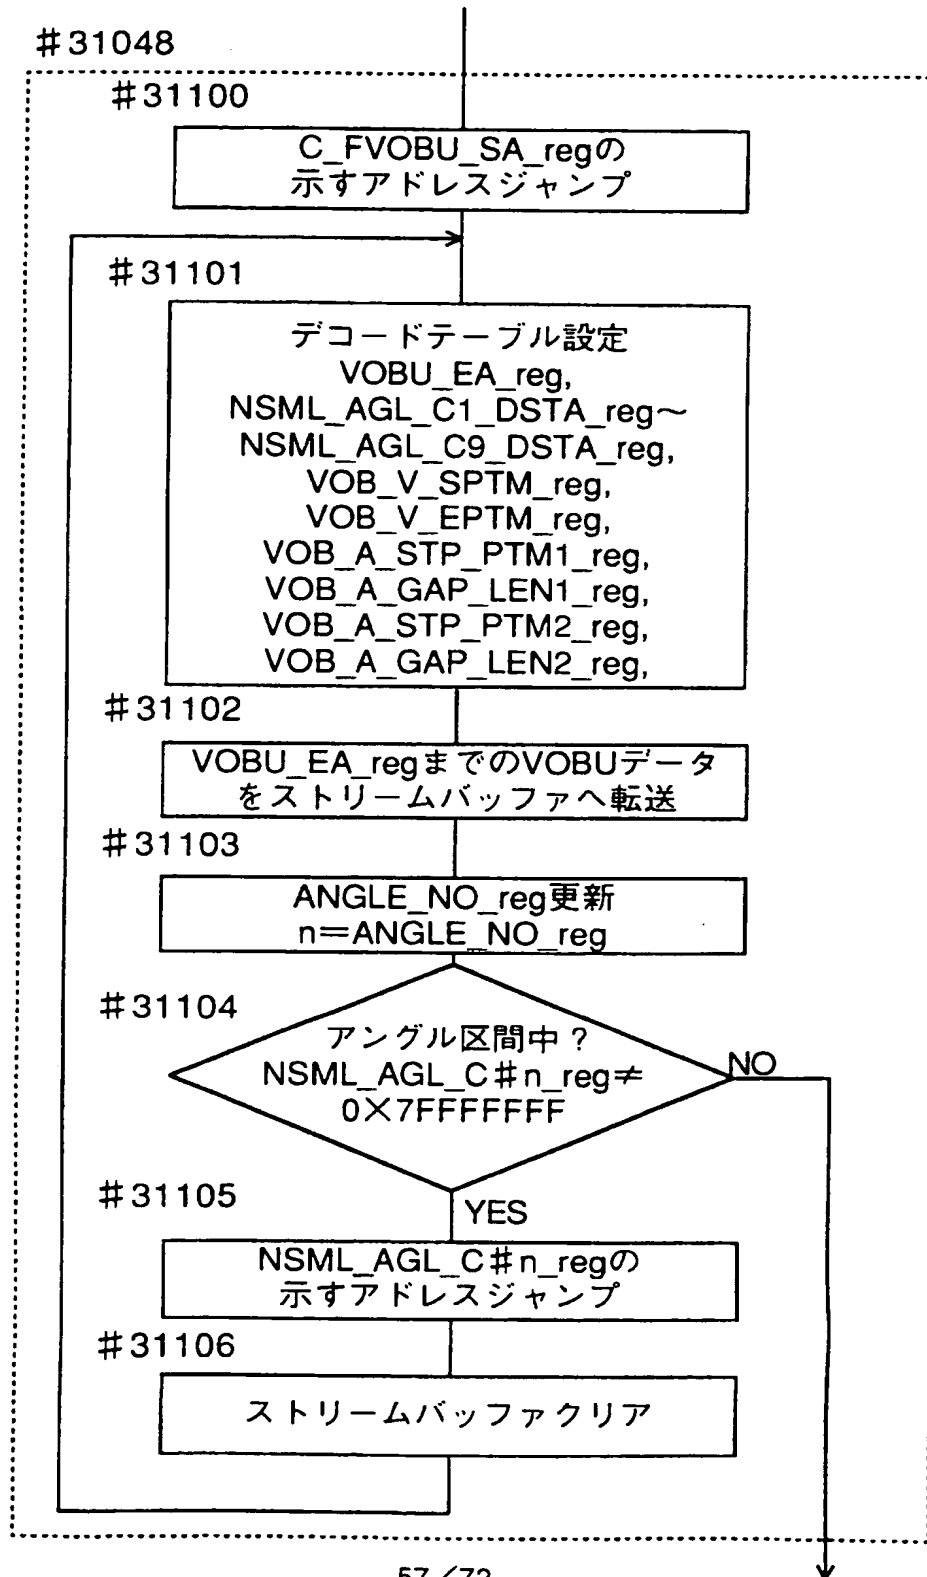 #31048
#31100
C_FVOBU_SA_regの
示すアドレスジャンプ
#31101
デコードテーブル設定
VOBU_EA_reg,
NSML_AGL_C1_DSTA_reg〜
NSML_AGL_C9_DSTA_reg,
VOB_V_SPTM_reg,
VOB_V_EPTM_reg,
VOB_A_STP_PTM1_reg,
VOB_A_GAP_LEN1_reg,
VOB_A_STP_PTM2_reg,
VOB_A_GAP_LEN2_reg,
#31102
VOBU_EA_regまでのVOBUデータ
をストリームバッファへ転送
#31103
ANGLE_NO_reg更新
n=ANGLE_NO_reg
#31104
アングル区間中?
NSML_AGL_C#n_reg≠
0×7FFFFFFF
NO
#31105
YES
NSML_AGL_C#n_regの
示すアドレスジャンプ
#31106
ストリームバッファクリア
57/72